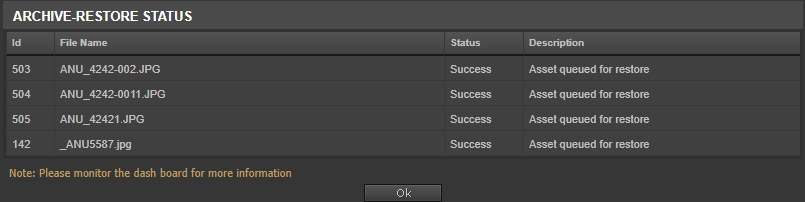 ARCHIVE-RESTORE STATUS
Id File Name Status Description
503 ANU_4242-002.JPG Success Asset queued for restore
504 ANU_4242-0011.JPG Success Asset queued for restore
505 ANU_42421.JPG Success Asset queued for restore
142 _ANU5587.jpg Success Asset queued for restore
Note: Please monitor the dash board for more information
Ok